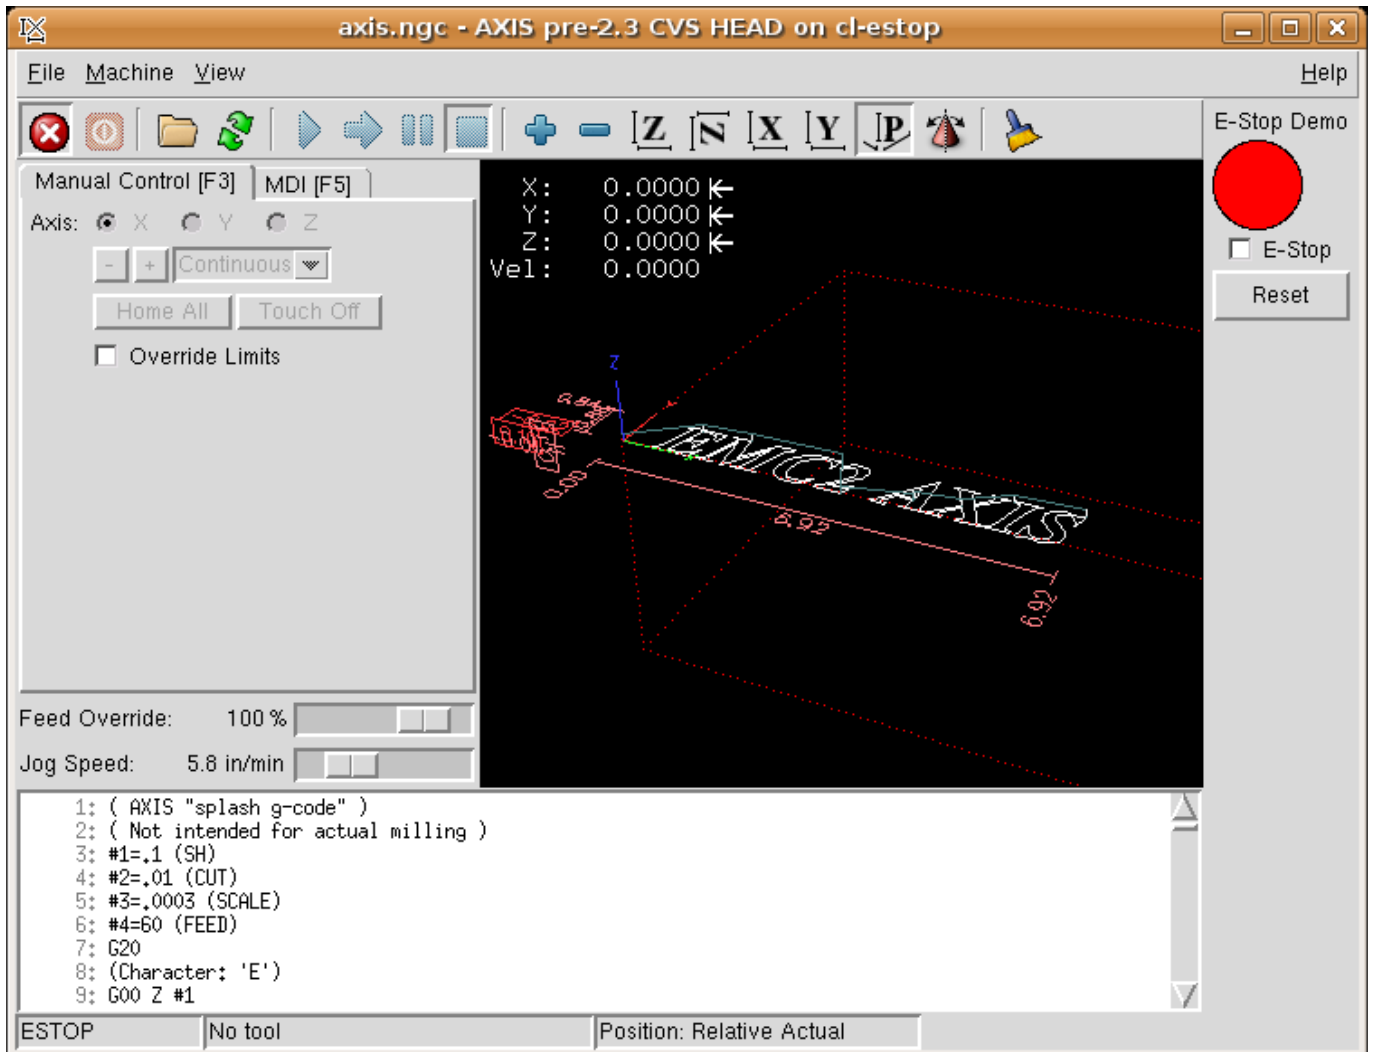 axis.ngc - AXIS pre-2.3 CVS HEAD on cl-estop
File Machine View Help
Z N X Y P
E-Stop Demo
E-Stop
Reset
Manual Control [F3] MDI [F5]
Axis: X Y Z
- + Continuous
Home All Touch Off
Override Limits
X: 0.0000
Y: 0.0000
Z: 0.0000
Vel: 0.0000
Z
0.00
EMC2 AXIS
6.92
6.92
Feed Override: 100 %
Jog Speed: 5.8 in/min
1: ( AXIS "splash g-code" )
2: ( Not intended for actual milling )
3: #1=.1 (SH)
4: #2=.01 (CUT)
5: #3=.0003 (SCALE)
6: #4=60 (FEED)
7: G20
8: (Character: 'E')
9: G00 Z #1
ESTOP No tool Position: Relative Actual